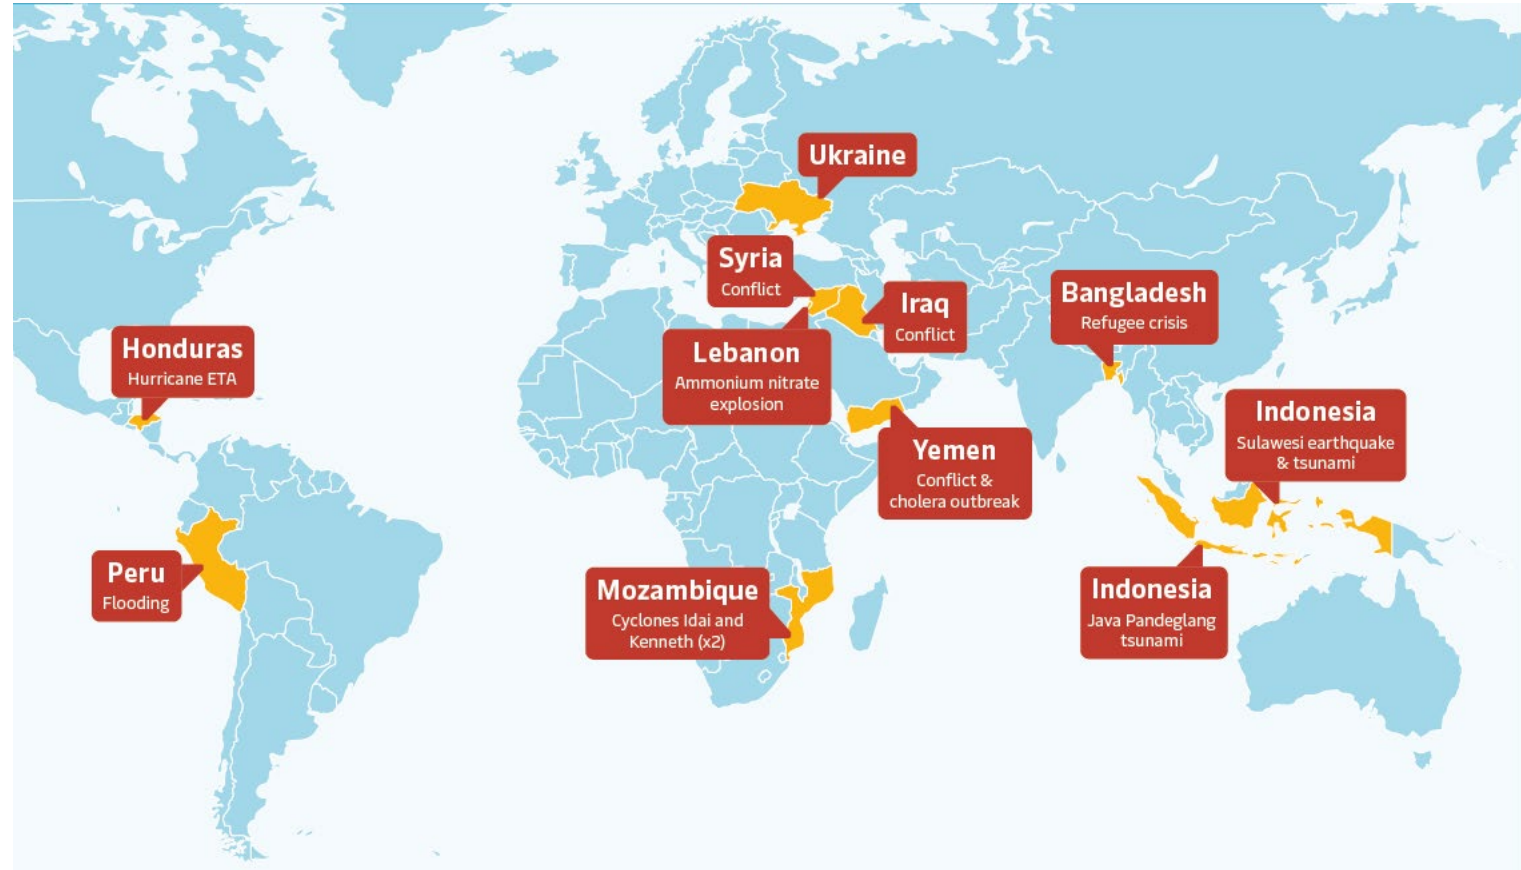 Ukraine
Syria
Conflict
Iraq
Conflict
Bangladesh
Refugee crisis
Honduras
Hurricane ETA
Lebanon
Ammonium nitrate
explosion
Indonesia
Sulawesi earthquake
& tsunami
Yemen
Conflict &
cholera outbreak
Peru
Flooding
Mozambique
Cyclones Idai and
Kenneth (x2)
Indonesia
Java Pandeglang
tsunami